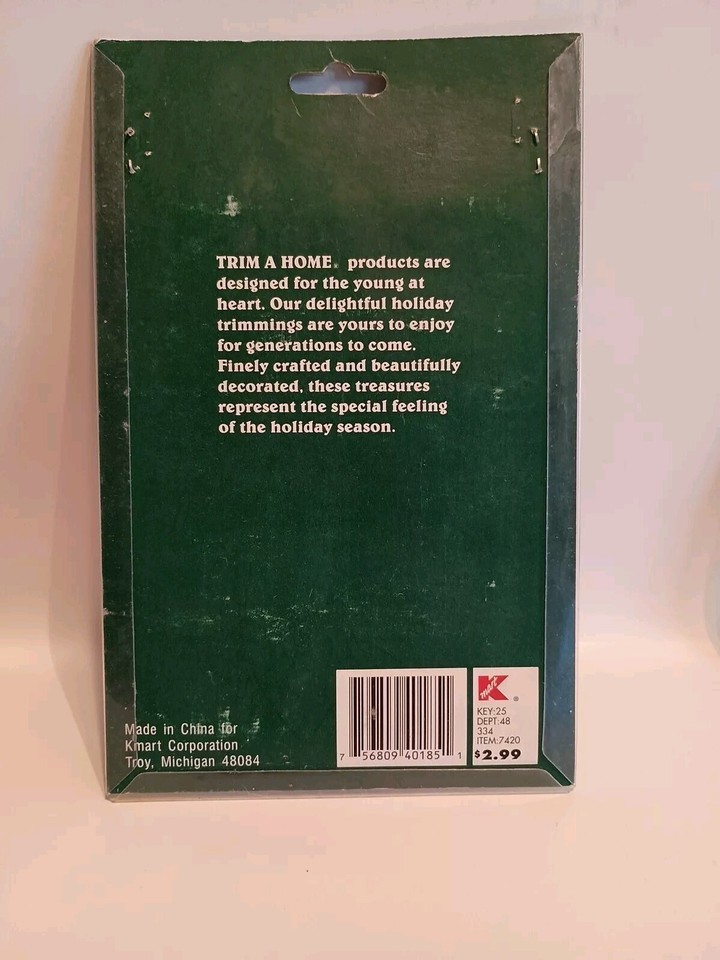 TRIM A HOME® products are
designed for the young at
heart. Our delightful holiday
trimmings are yours to enjoy
for generations to come.
Finely crafted and beautifully
decorated, these treasures
represent the special feeling
of the holiday season.
Made in China for
Kmart Corporation
Troy, Michigan 48084
7 56809 40185 1
Kmart ®
KEY:25
DEPT:48
334
ITEM:7420
$2.99